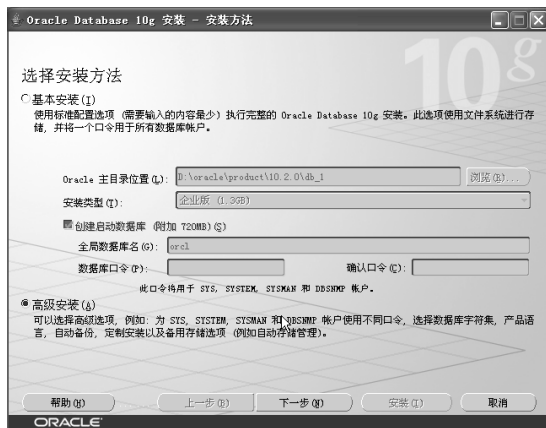 Oracle Database 10g 安装 - 安装方法
10g
选择安装方法
基本安装(I)
使用标准配置选项 (需要输入的内容最少) 执行完整的 Oracle Database 10g 安装。此选项使用文件系统进行存
储, 并将一个口令用于所有数据库帐户。
Oracle 主目录位置(L): D:\oracle\product\10.2.0\db_1 浏览(R)...
安装类型(T): 企业版 (1.3GB)
创建启动数据库 (附加 720MB)(S)
全局数据库名(G): orcl
数据库口令(P): 确认口令(C):
此口令将用于 SYS, SYSTEM, SYSMAN 和 DBSNMP 帐户。
高级安装(A)
可以选择高级选项, 例如: 为 SYS, SYSTEM, SYSMAN 和 DBSNMP 帐户使用不同口令, 选择数据库字符集, 产品语
言, 自动备份, 定制安装以及备用存储选项 (例如自动存储管理)。
帮助(H) 上一步(B) 下一步(N) 安装(I) 取消
ORACLE